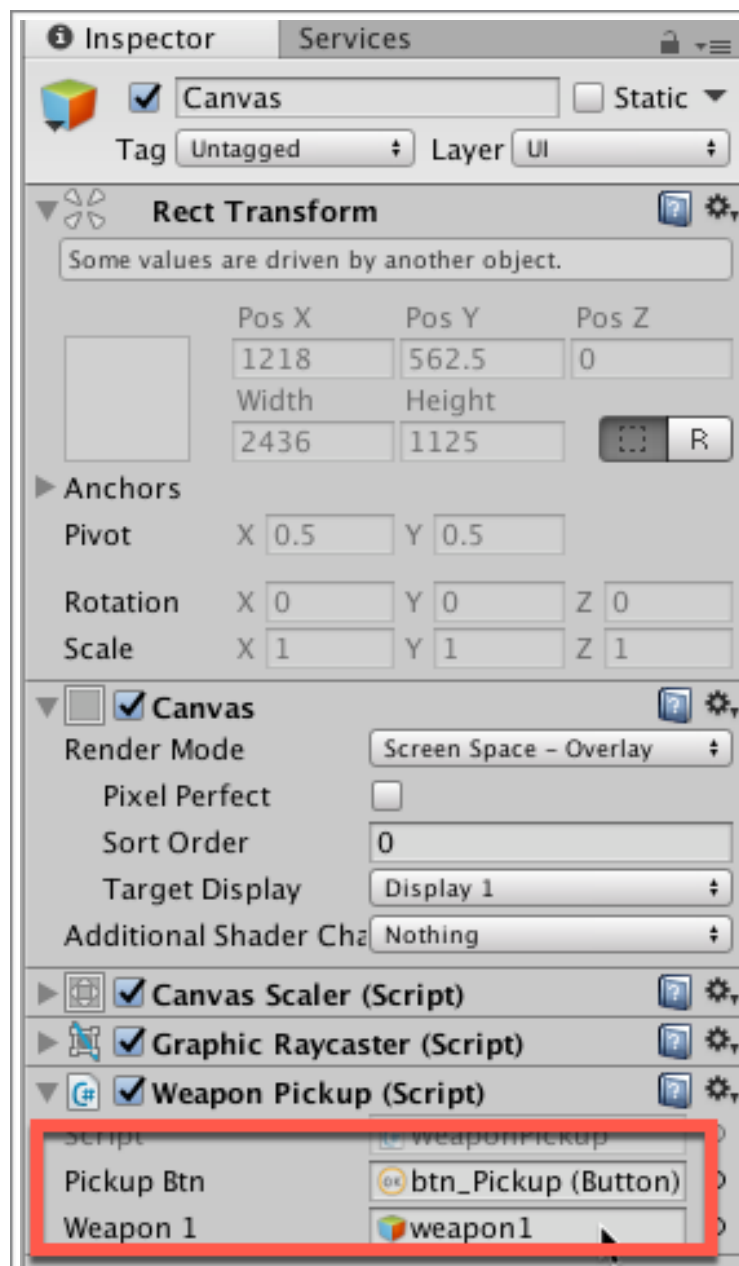 Inspector Services
Canvas Static
Tag Untagged Layer UI
Rect Transform
Some values are driven by another object.
Pos X Pos Y Pos Z
1218 562.5 0
Width Height
2436 1125
R
Anchors
Pivot X 0.5 Y 0.5
Rotation X 0 Y 0 Z 0
Scale X 1 Y 1 Z 1
Canvas
Render Mode Screen Space - Overlay
Pixel Perfect
Sort Order 0
Target Display Display 1
Additional Shader Cha Nothing
Canvas Scaler (Script)
Graphic Raycaster (Script)
C# Weapon Pickup (Script)
Script WeaponPickup
Pickup Btn OK btn_Pickup (Button)
Weapon 1 weapon1